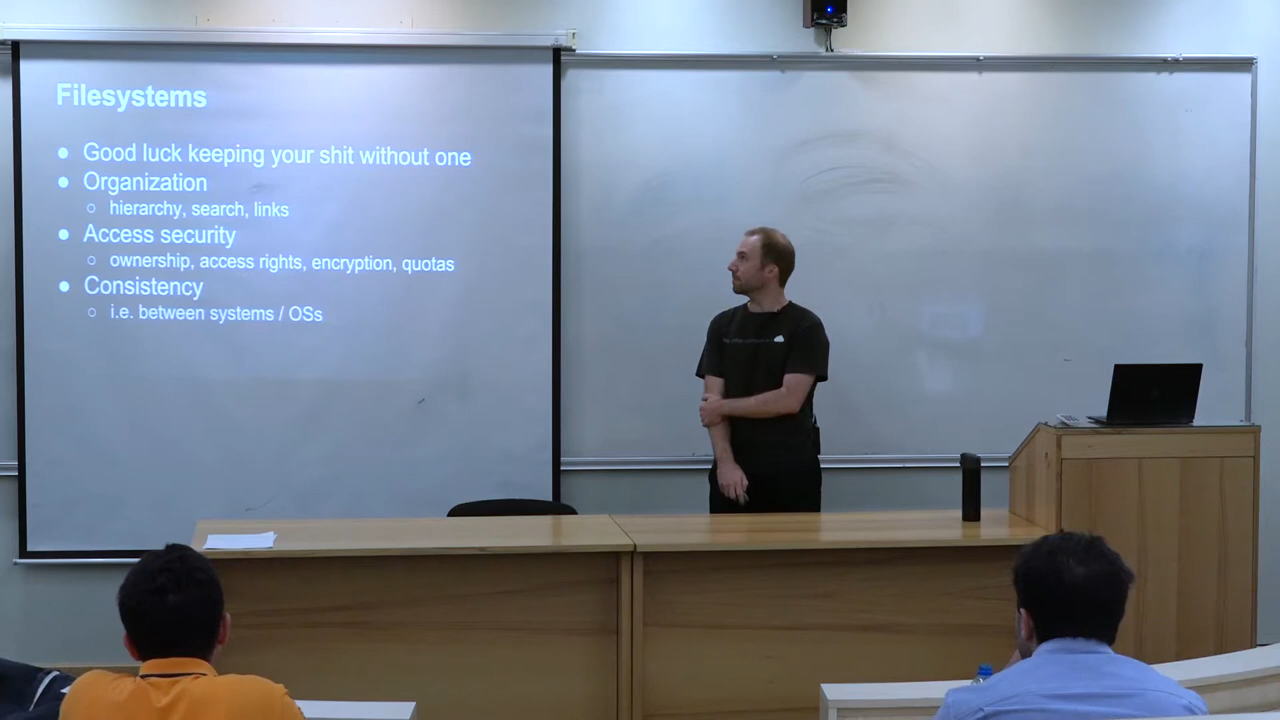 Filesystems
● Good luck keeping your shit without one
● Organization
○ hierarchy, search, links
● Access security
○ ownership, access rights, encryption, quotas
● Consistency
○ i.e. between systems / OSs